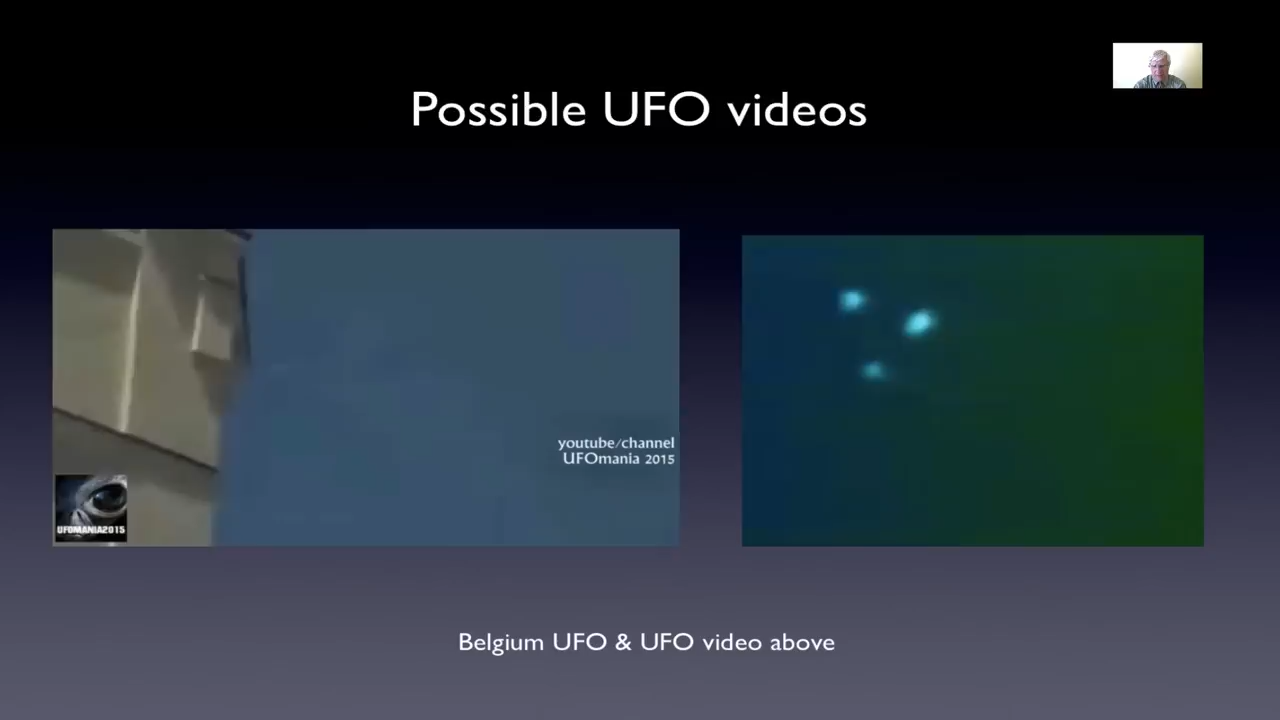 Possible UFO videos
youtube/channel
UFOmania 2015
UFOMANIA2015
Belgium UFO & UFO video above